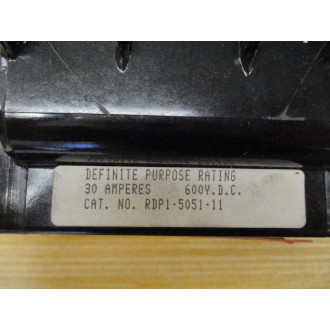 DEFINITE PURPOSE RATING
30 AMPERES 600V.D.C.
CAT. NO. RDP1-5051-11